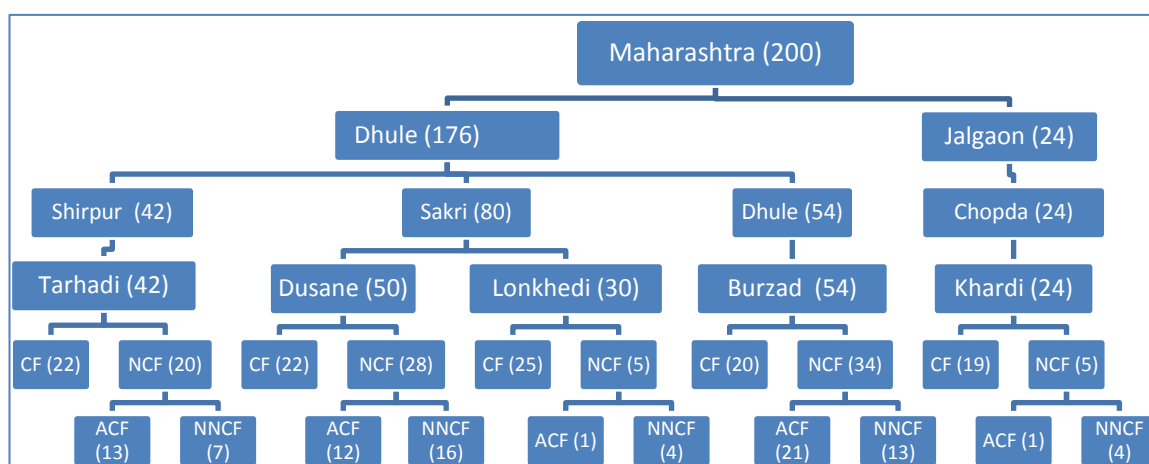 Maharashtra (200)
Dhule (176)
Jalgaon (24)
Shirpur (42)
Sakri (80)
Dhule (54)
Chopda (24)
Tarhadi (42)
Dusane (50)
Lonkhedi (30)
Burzad (54)
Khardi (24)
CF (22)
NCF (20)
CF (22)
NCF (28)
CF (25)
NCF (5)
CF (20)
NCF (34)
CF (19)
NCF (5)
ACF
(13)
NNCF
(7)
ACF
(12)
NNCF
(16)
ACF (1)
NNCF
(4)
ACF
(21)
NNCF
(13)
ACF (1)
NNCF
(4)